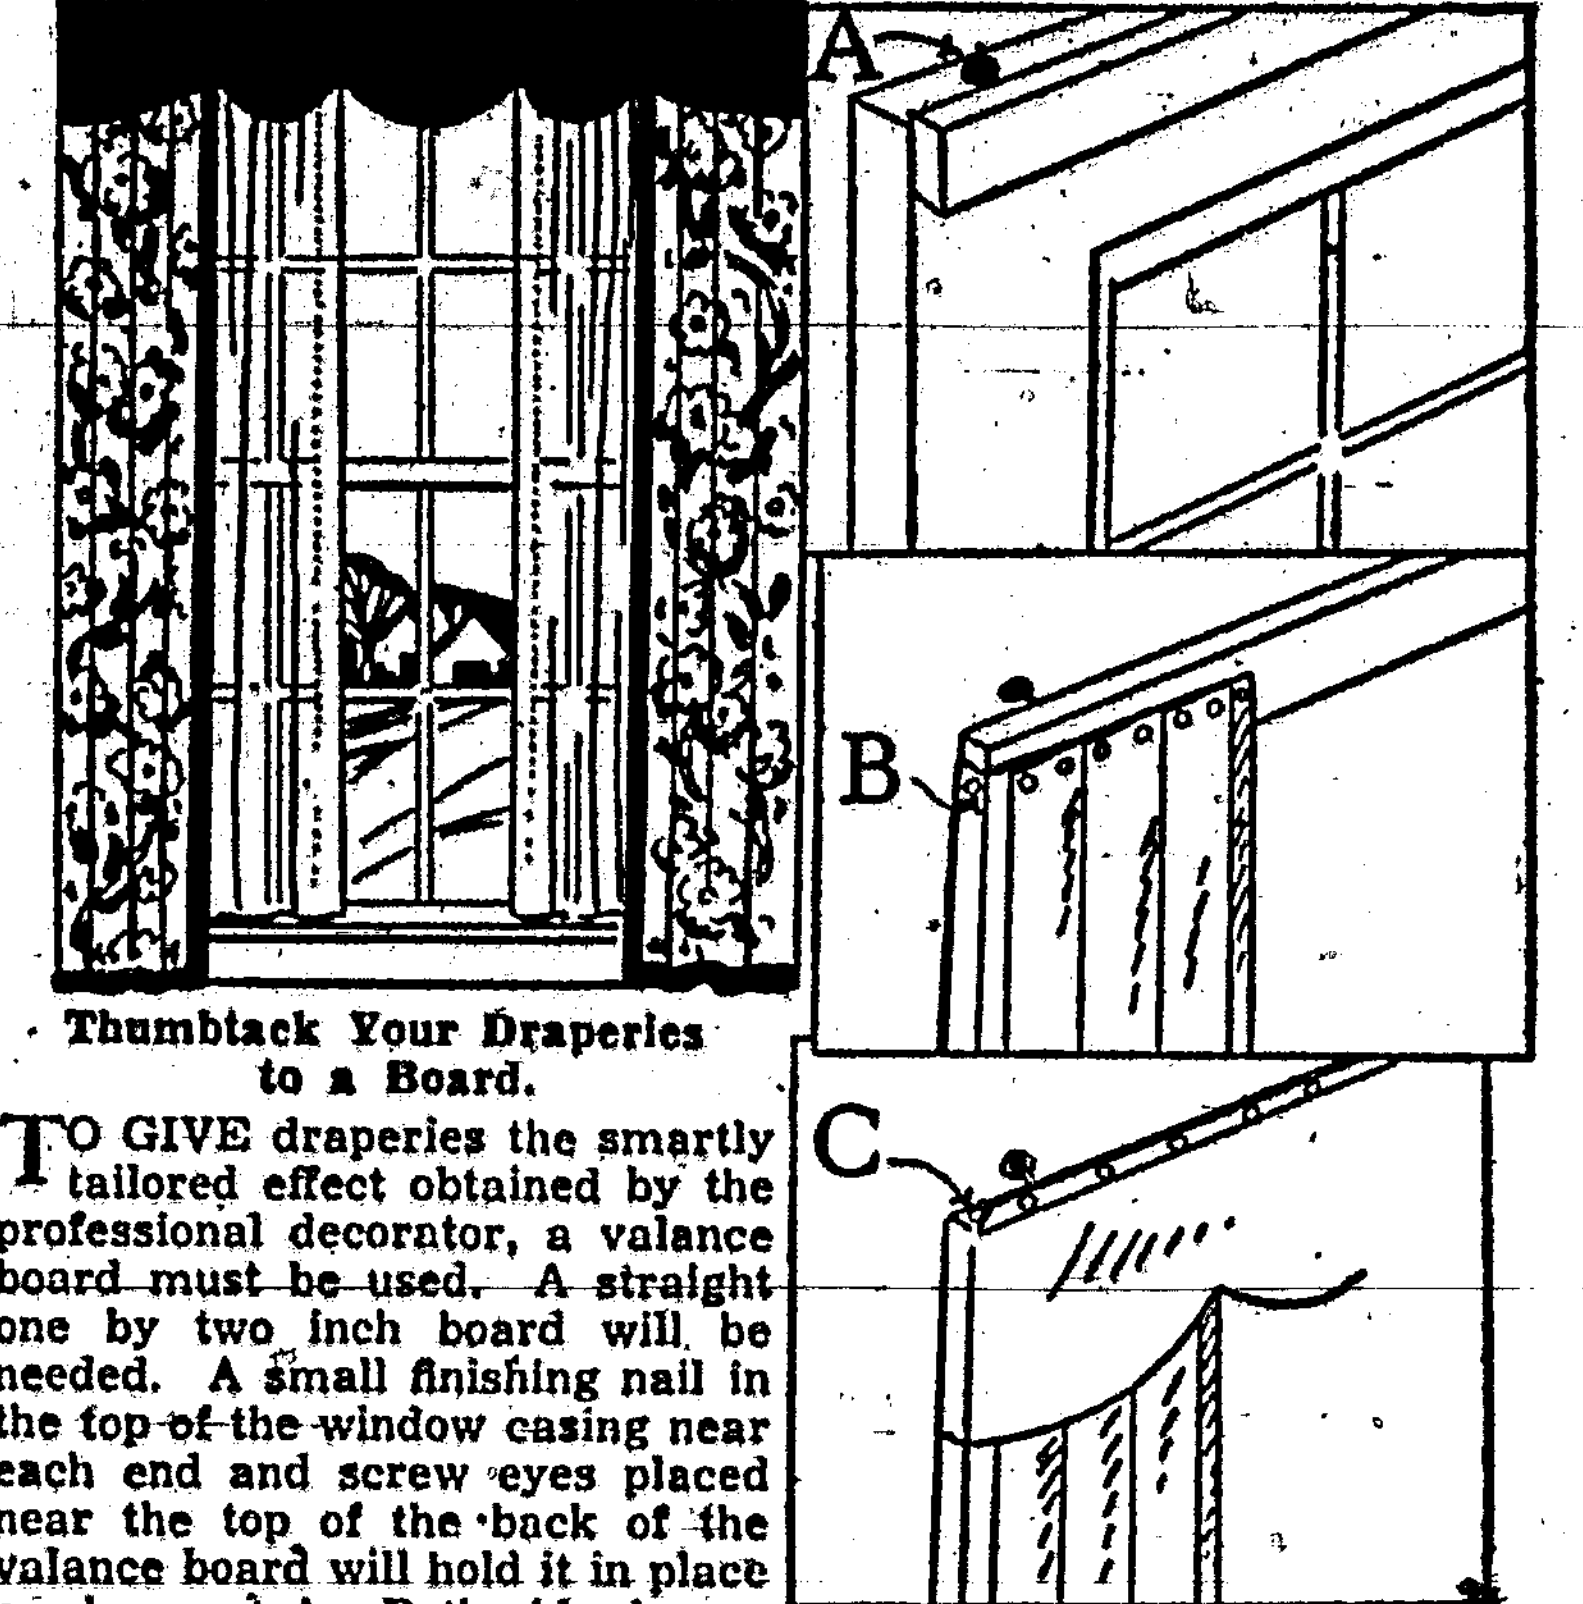 A
B
C
Thumbtack Your Draperies
to a Board.
TO GIVE draperies the smartly
tailored effect obtained by the
professional decorator, a valance
board must be used. A straight
one by two inch board will be
needed. A small finishing nail in
the top of the window casing near
each end and screw eyes placed
near the top of the back of the
valance board will hold it in place